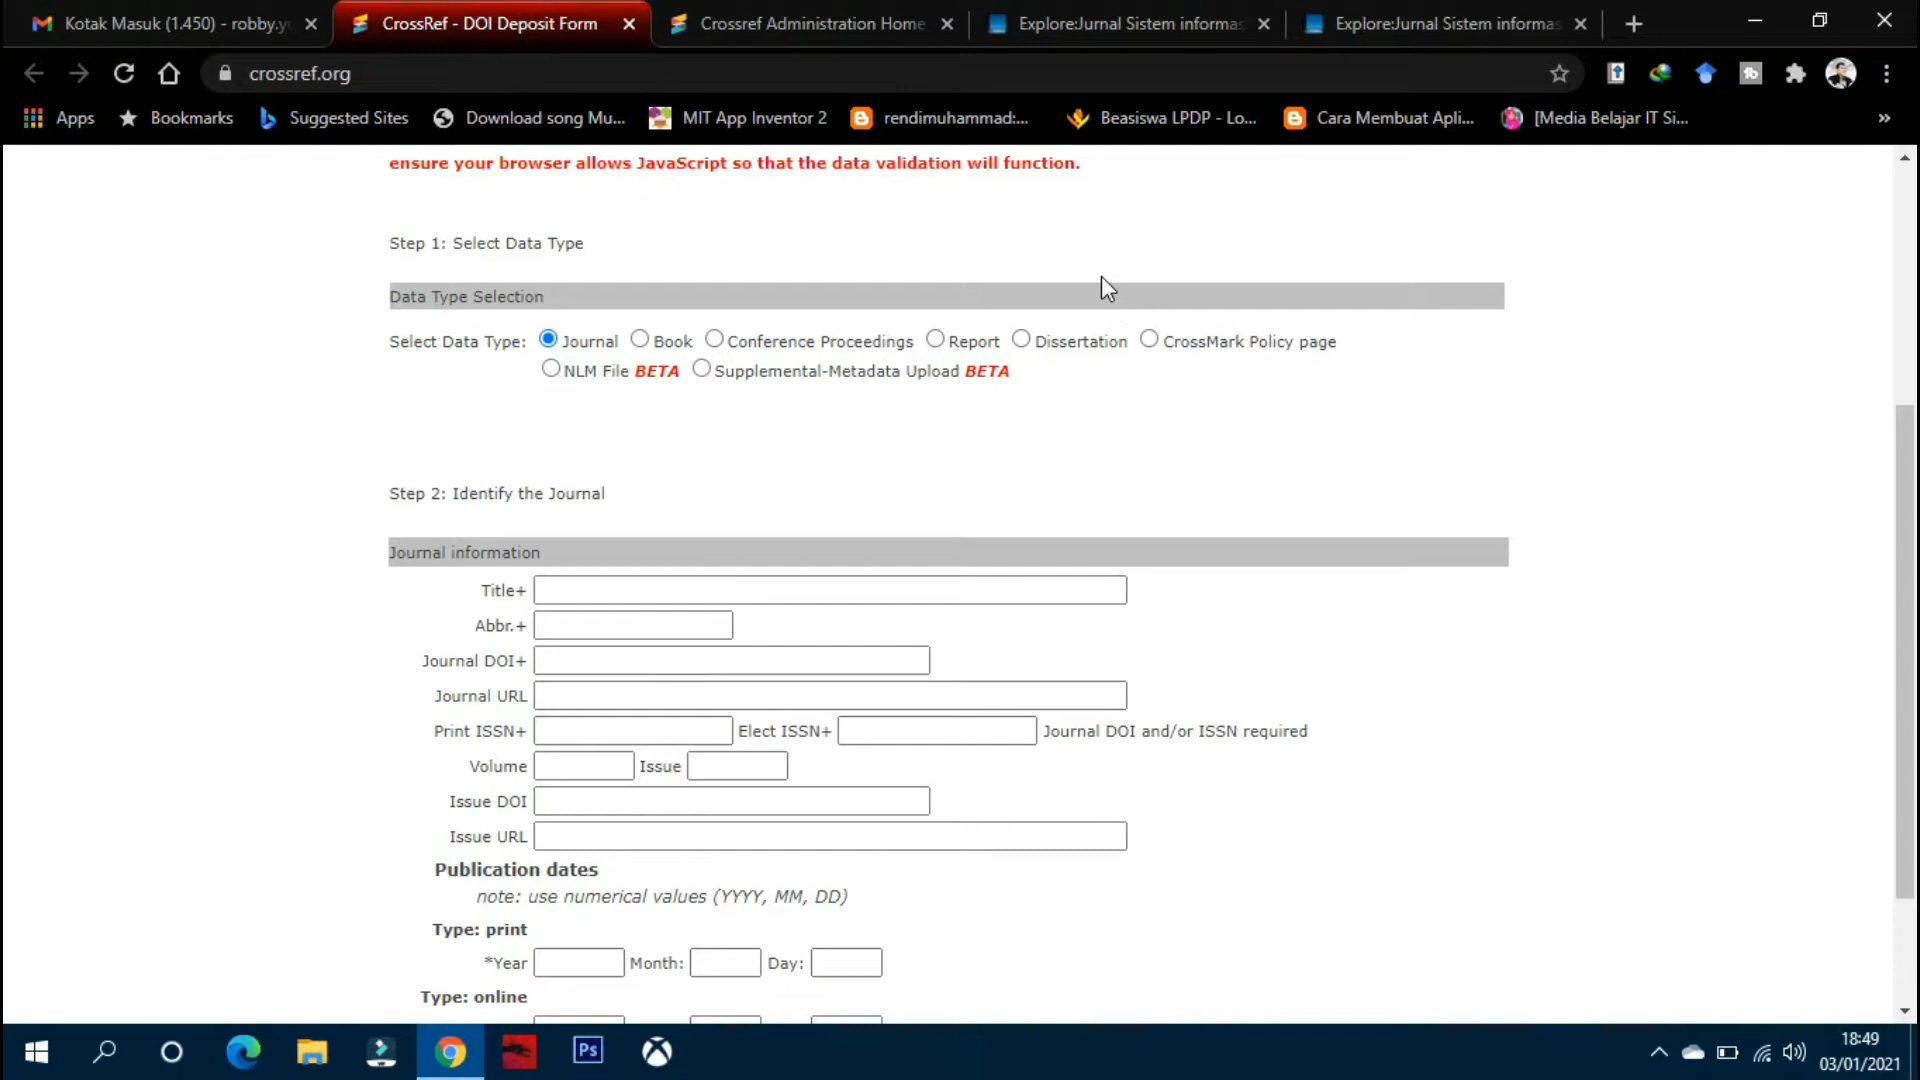 Kotak Masuk (1.450) - robby.y
CrossRef - DOI Deposit Form
Crossref Administration Home
Explore:Jurnal Sistem informas
Explore:Jurnal Sistem informas
crossref.org
Apps
Bookmarks
Suggested Sites
Download song Mu...
MIT App Inventor 2
rendimuhammad:...
Beasiswa LPDP - Lo...
Cara Membuat Apli...
[Media Belajar IT Si...
ensure your browser allows JavaScript so that the data validation will function.
Step 1: Select Data Type
Data Type Selection
Select Data Type: Journal Book Conference Proceedings Report Dissertation CrossMark Policy page
NLM File BETA Supplemental-Metadata Upload BETA
Step 2: Identify the Journal
Journal information
Title+
Abbr.+
Journal DOI+
Journal URL
Print ISSN+ Elect ISSN+ Journal DOI and/or ISSN required
Volume Issue
Issue DOI
Issue URL
Publication dates
note: use numerical values (YYYY, MM, DD)
Type: print
*Year Month: Day:
Type: online
Ps
18:49
03/01/2021